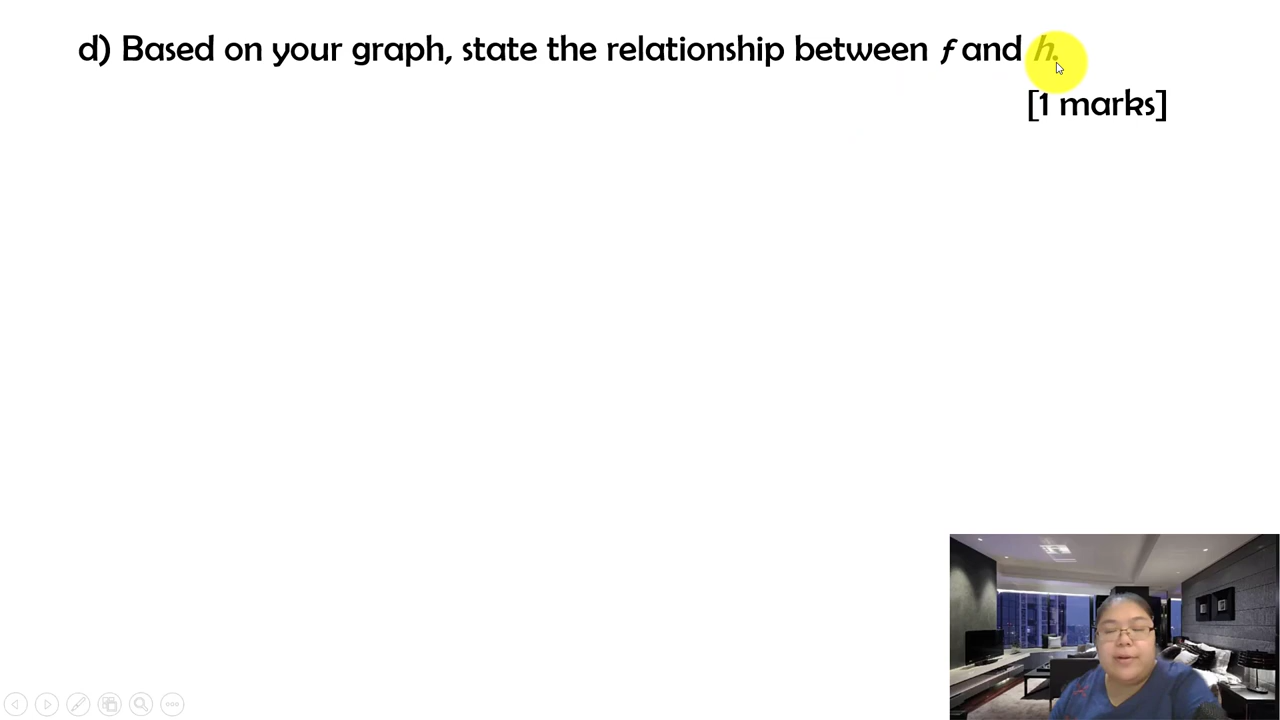 d) Based on your graph, state the relationship between f and h.
[1 marks]